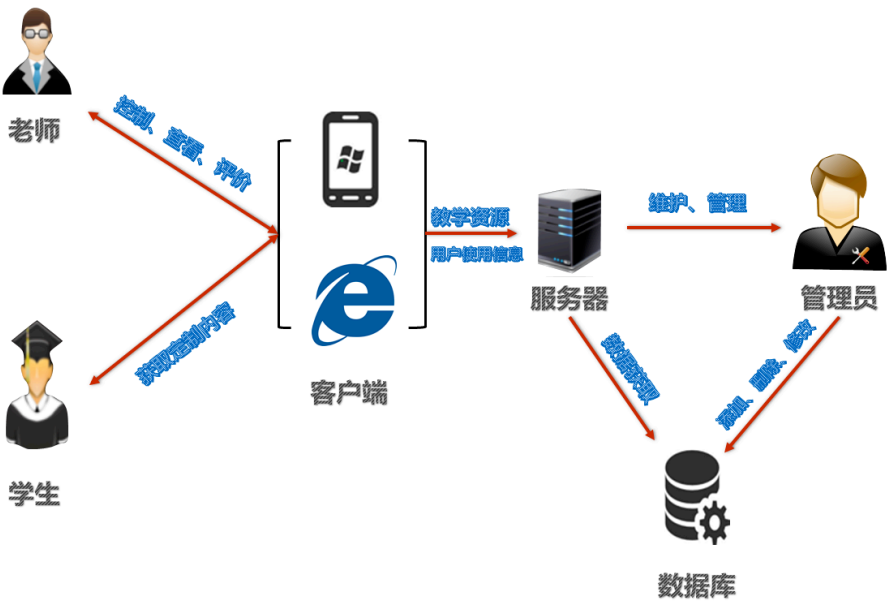 老师
控制、查看、评价
教学资源
用户使用信息
维护、管理
服务器
管理员
获取定制内容
客户端
数据获取
添加、删除、修改
学生
数据库